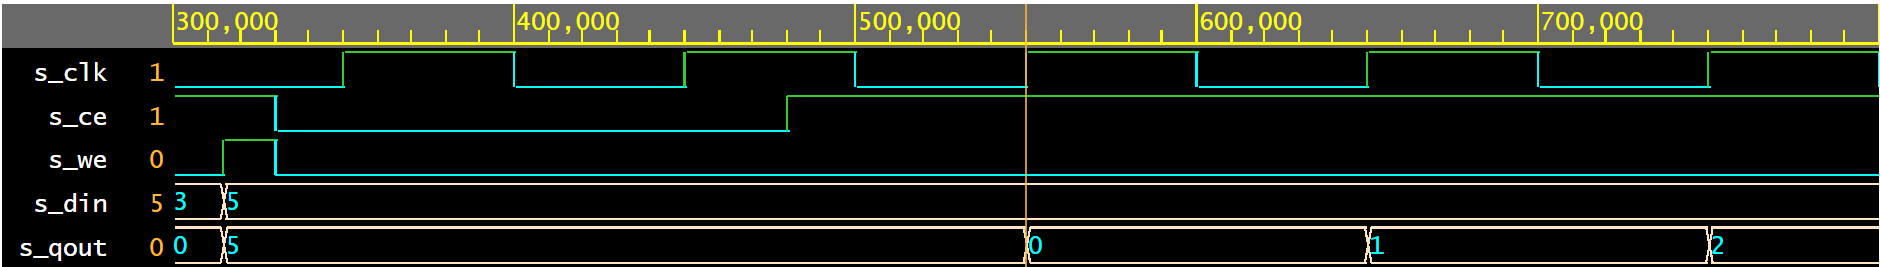 300,000 400,000 500,000 600,000 700,000
s_clk 1
s_ce 1
s_we 0
s_din 5 3 5
s_qout 0 0 5 0 1 2